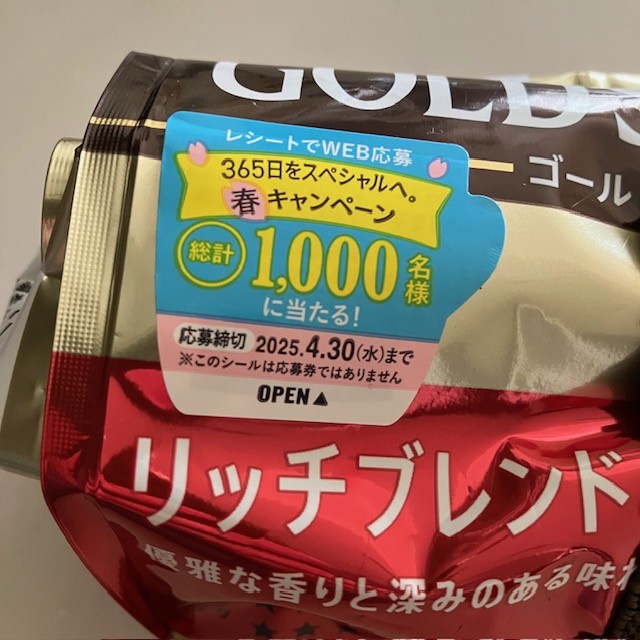 GOLD
ゴール
レシートでWEB応募
365日をスペシャルへ。
春キャンペーン
総計 1,000名様
に当たる!
応募締切 2025.4.30(水)まで
※このシールは応募券ではありません
OPEN▲
リッチブレンド
優雅な香りと深みのある味わ